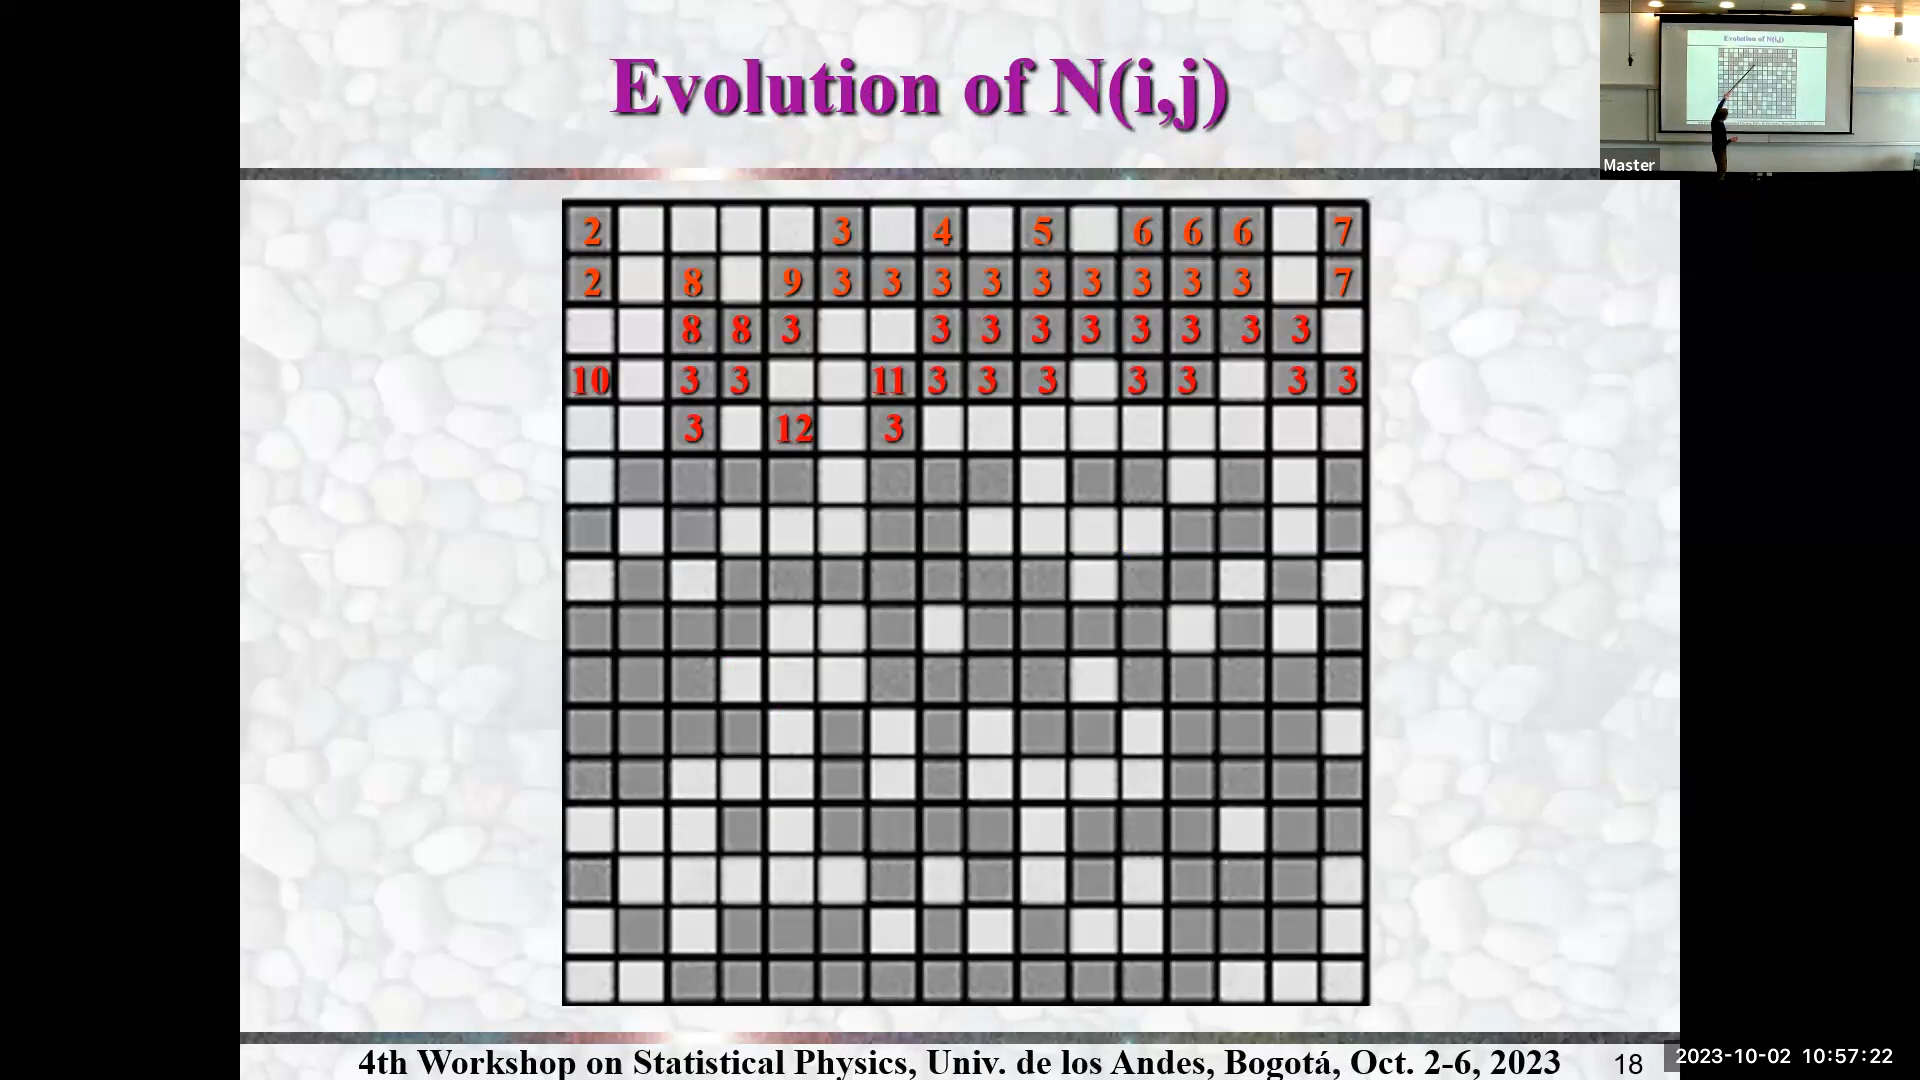 Evolution of N(i,j)
Evolution of N(i,j)
Master
2 3 4 5 6 6 6 7
2 8 9 3 3 3 3 3 3 3 3 3 7
8 8 3 3 3 3 3 3 3 3 3
10 3 3 11 3 3 3 3 3 3 3
3 12 3
4th Workshop on Statistical Physics, Univ. de los Andes, Bogotá, Oct. 2-6, 2023 18
2023-10-02 10:57:22